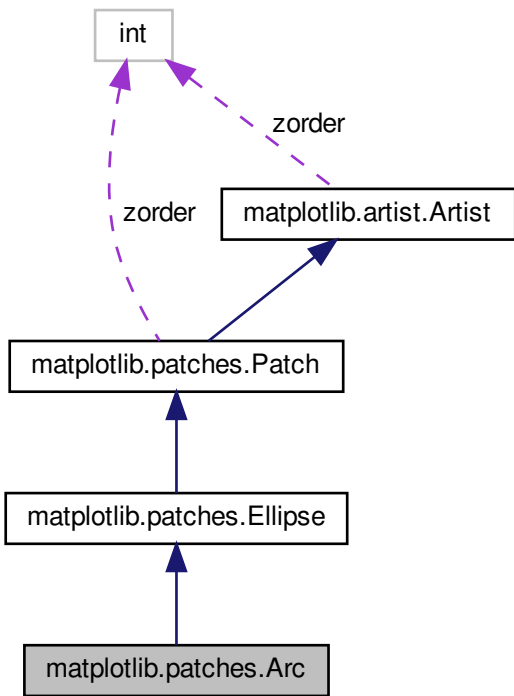 int
zorder
matplotlib.artist.Artist
zorder
matplotlib.patches.Patch
matplotlib.patches.Ellipse
matplotlib.patches.Arc